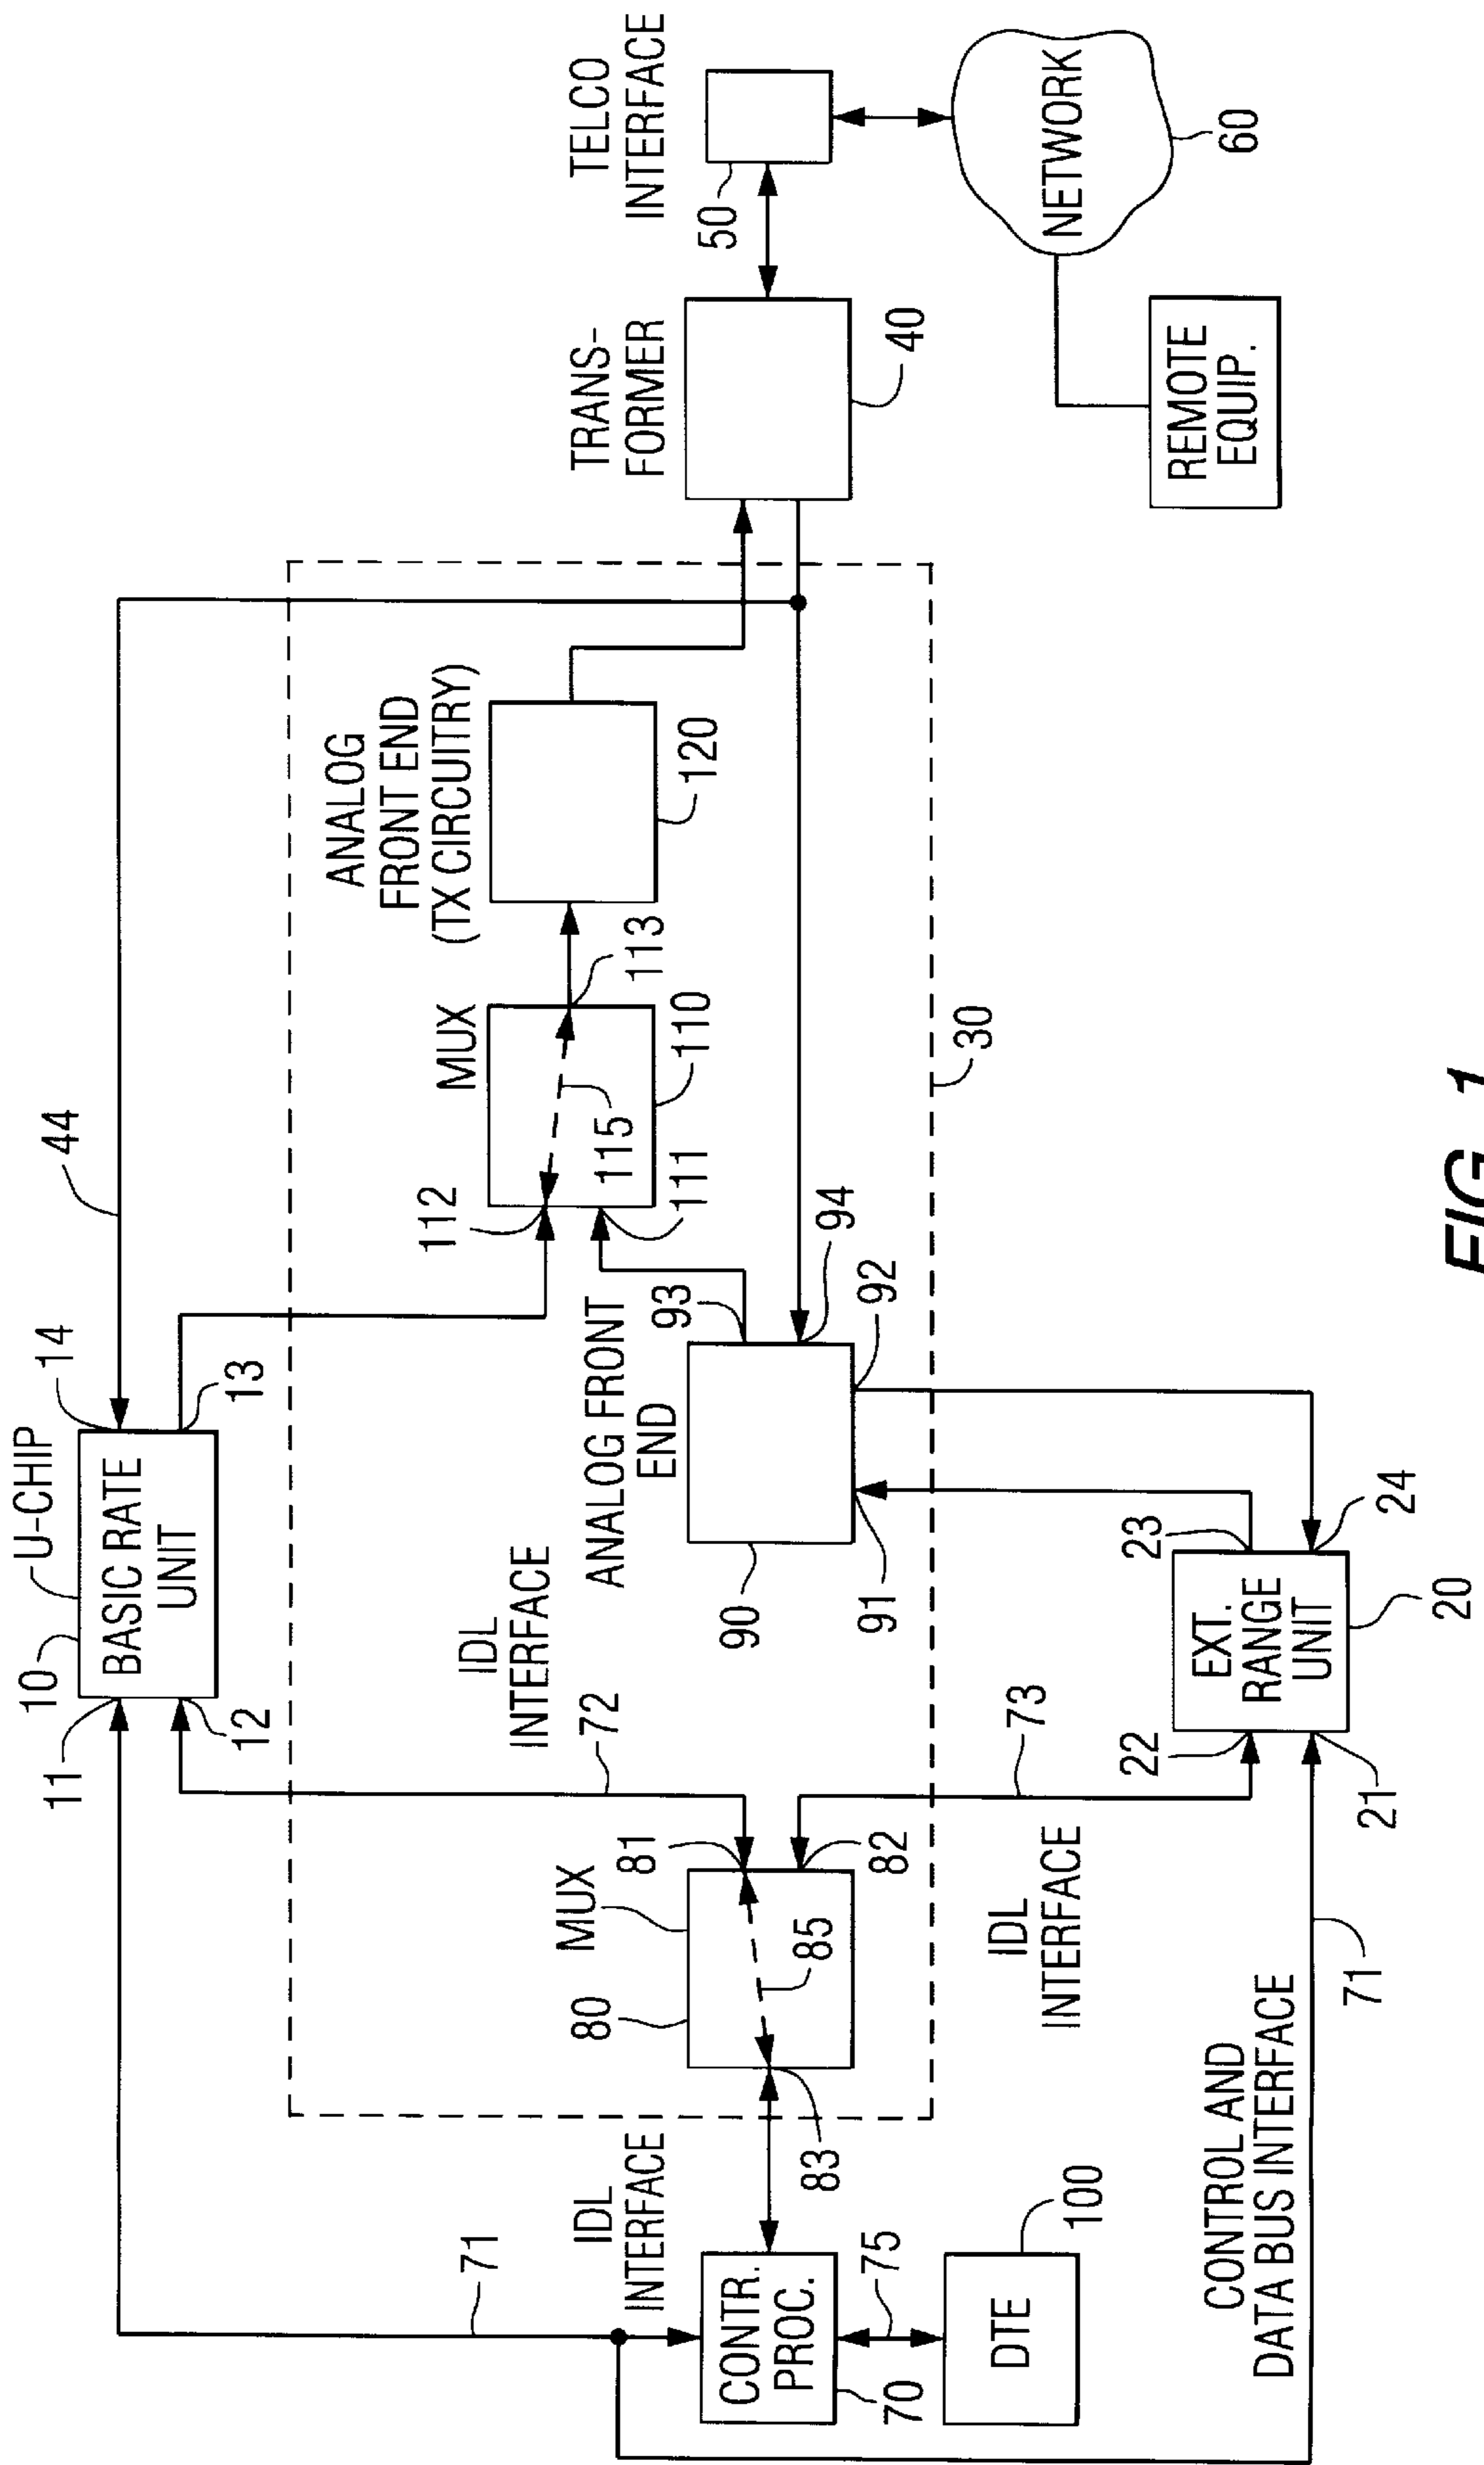 U-CHIP
10
14
44
11
BASIC RATE
UNIT
12
13
71
IDL
INTERFACE
72
112
MUX
115
111
110
113
ANALOG
FRONT END
(TX CIRCUITRY)
120
TRANS-
FORMER
40
TELCO
INTERFACE
50
NETWORK
60
REMOTE
EQUIP.
IDL
INTERFACE
CONTR.
PROC.
70
75
DTE
100
MUX
80
81
82
83
85
ANALOG FRONT
END
90
91
92
93
94
30
73
IDL
INTERFACE
22
23
EXT.
RANGE
UNIT
21
24
20
CONTROL AND
DATA BUS INTERFACE
71
FIG. 1